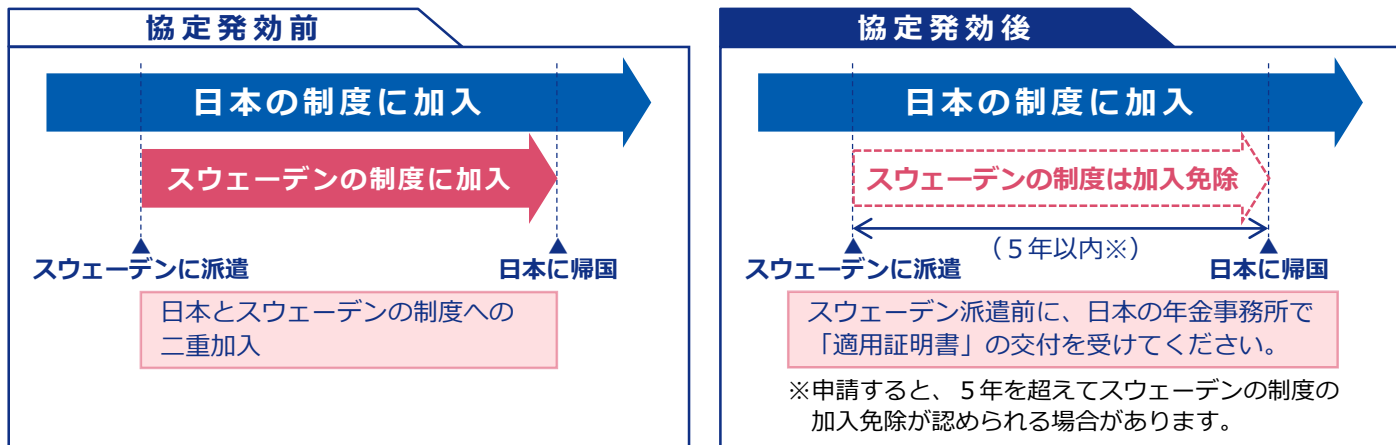 協定発効前
日本の制度に加入
スウェーデンの制度に加入
スウェーデンに派遣
日本に帰国
日本とスウェーデンの制度への
二重加入
協定発効後
日本の制度に加入
スウェーデンの制度は加入免除
（5年以内※）
スウェーデンに派遣
日本に帰国
スウェーデン派遣前に、日本の年金事務所で
「適用証明書」の交付を受けてください。
※申請すると、5年を超えてスウェーデンの制度の
加入免除が認められる場合があります。